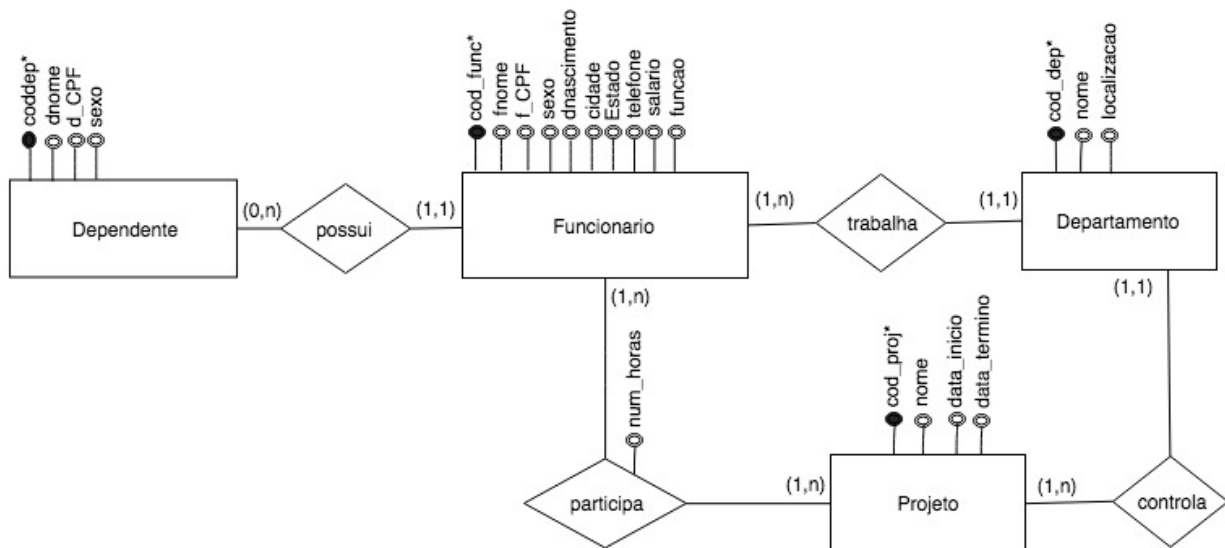 coddep*
dnome
d_CPF
sexo
cod_func*
fnome
f_CPF
sexo
dnascimento
cidade
Estado
telefone
salario
funcao
cod_dep*
nome
localizacao
Dependente
(0,n)
possui
(1,1)
Funcionario
(1,n)
trabalha
(1,1)
Departamento
(1,n)
(1,1)
num_horas
cod_proj*
nome
data_inicio
data_termino
participa
(1,n)
Projeto
(1,n)
controla